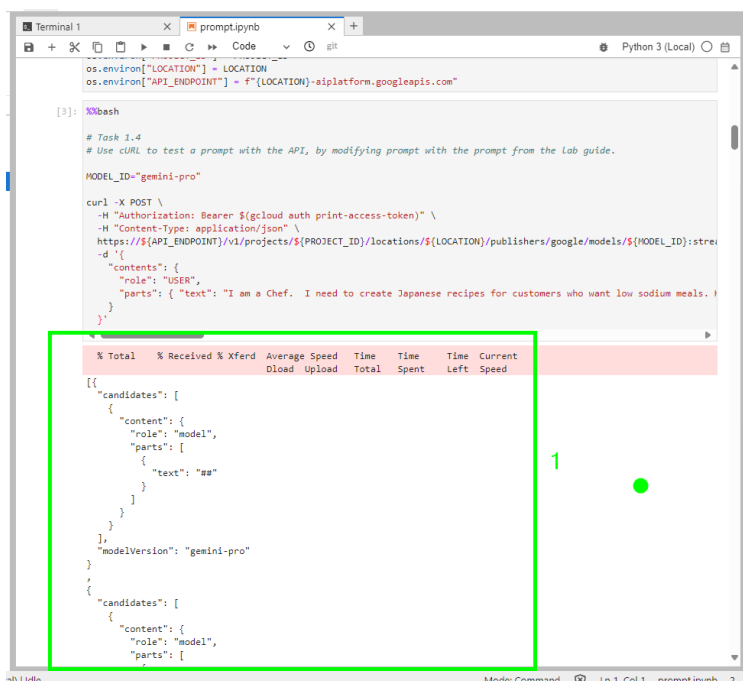 Terminal 1
prompt.ipynb
Code
git
Python 3 (Local)
os.environ["LOCATION"] = LOCATION
os.environ["API_ENDPOINT"] = f"{LOCATION}-aiplatform.googleapis.com"
[3]: %%bash
# Task 1.4
# Use cURL to test a prompt with the API, by modifying prompt with the prompt from the lab guide.
MODEL_ID="gemini-pro"
curl -X POST \
-H "Authorization: Bearer $(gcloud auth print-access-token)" \
-H "Content-Type: application/json" \
https://${API_ENDPOINT}/v1/projects/${PROJECT_ID}/locations/${LOCATION}/publishers/google/models/${MODEL_ID}:strea
-d '{
"contents": {
"role": "USER",
"parts": { "text": "I am a Chef.  I need to create Japanese recipes for customers who want low sodium meals.
}
}'
% Total % Received % Xferd Average Speed Time Time Time Current
Dload Upload Total Spent Left Speed
[{
"candidates": [
{
"content": {
"role": "model",
"parts": [
{
"text": "##"
}
]
}
}
],
"modelVersion": "gemini-pro"
}
,
{
"candidates": [
{
"content": {
"role": "model",
"parts": [
1
Mode: Command
Ln 1, Col 1 prompt.ipynb